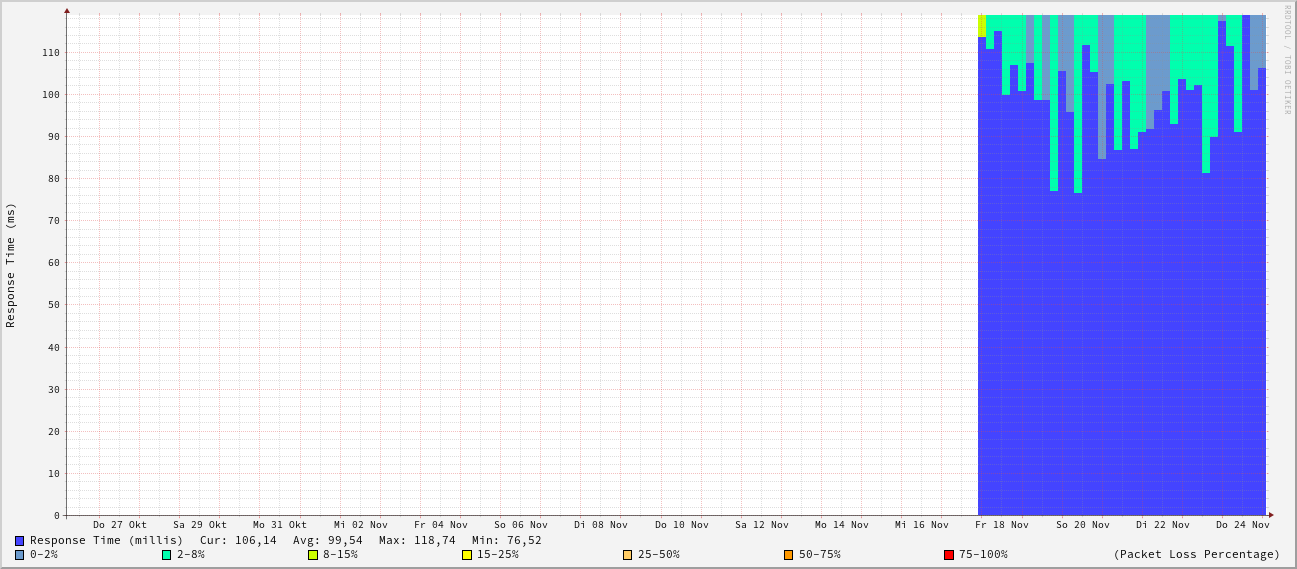 RRDTOOL / TOBI OETIKER
Response Time (ms)
110
100
90
80
70
60
50
40
30
20
10
0
Do 27 Okt Sa 29 Okt Mo 31 Okt Mi 02 Nov Fr 04 Nov So 06 Nov Di 08 Nov Do 10 Nov Sa 12 Nov Mo 14 Nov Mi 16 Nov Fr 18 Nov So 20 Nov Di 22 Nov Do 24 Nov
Response Time (millis) Cur: 106,14 Avg: 99,54 Max: 118,74 Min: 76,52
0-2% 2-8% 8-15% 15-25% 25-50% 50-75% 75-100% (Packet Loss Percentage)